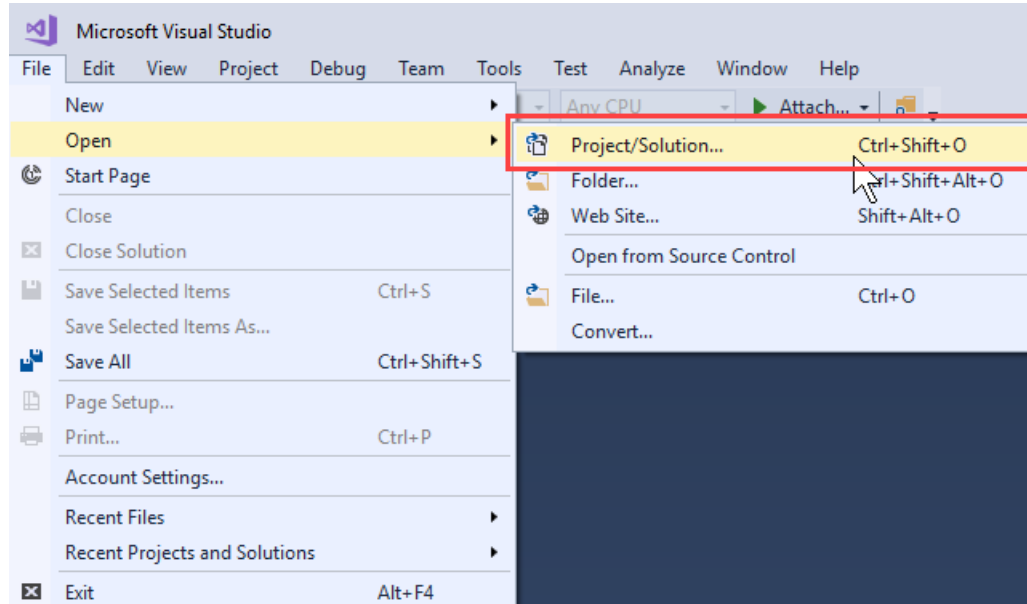 Microsoft Visual Studio
File Edit View Project Debug Team Tools Test Analyze Window Help
Any CPU Attach...
New
Open
Start Page
Close
Close Solution
Save Selected Items Ctrl+S
Save Selected Items As...
Save All Ctrl+Shift+S
Page Setup...
Print... Ctrl+P
Account Settings...
Recent Files
Recent Projects and Solutions
Exit Alt+F4
Project/Solution... Ctrl+Shift+O
Folder... Ctrl+Shift+Alt+O
Web Site... Shift+Alt+O
Open from Source Control
File... Ctrl+O
Convert...